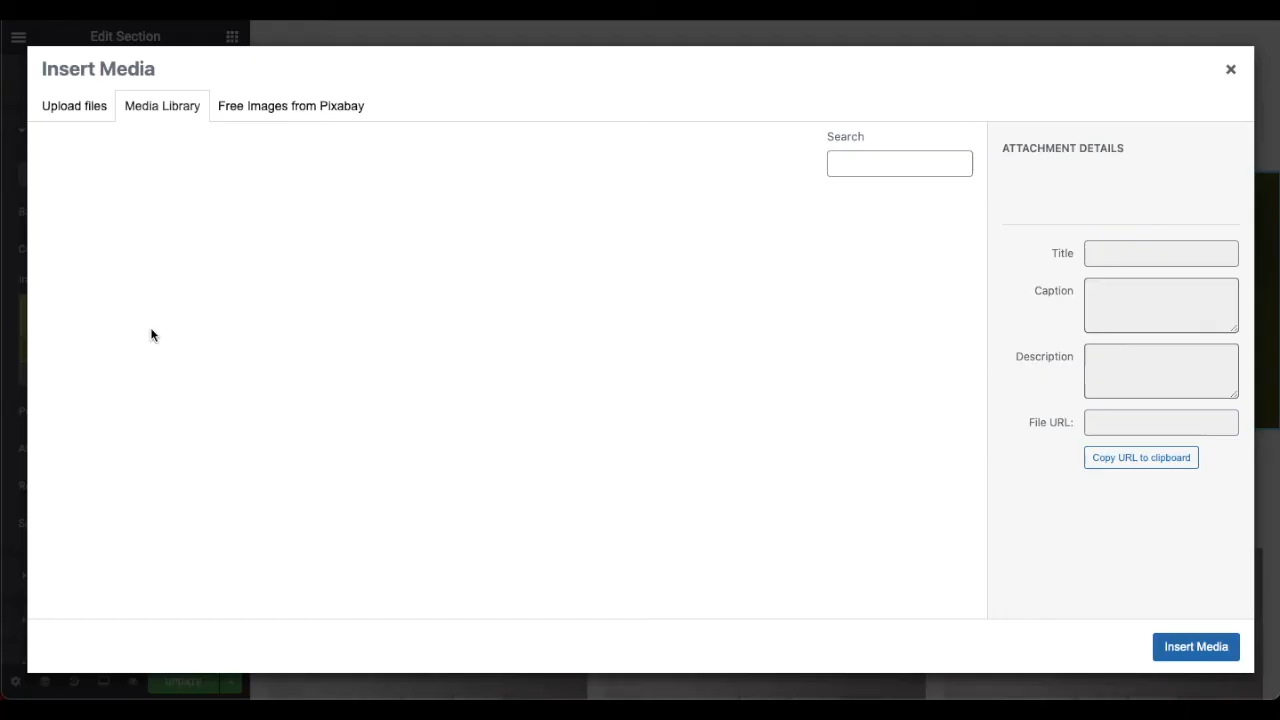 Edit Section
Insert Media
Upload files
Media Library
Free Images from Pixabay
Search
ATTACHMENT DETAILS
Title
Caption
Description
File URL:
Copy URL to clipboard
Insert Media
UPDATE